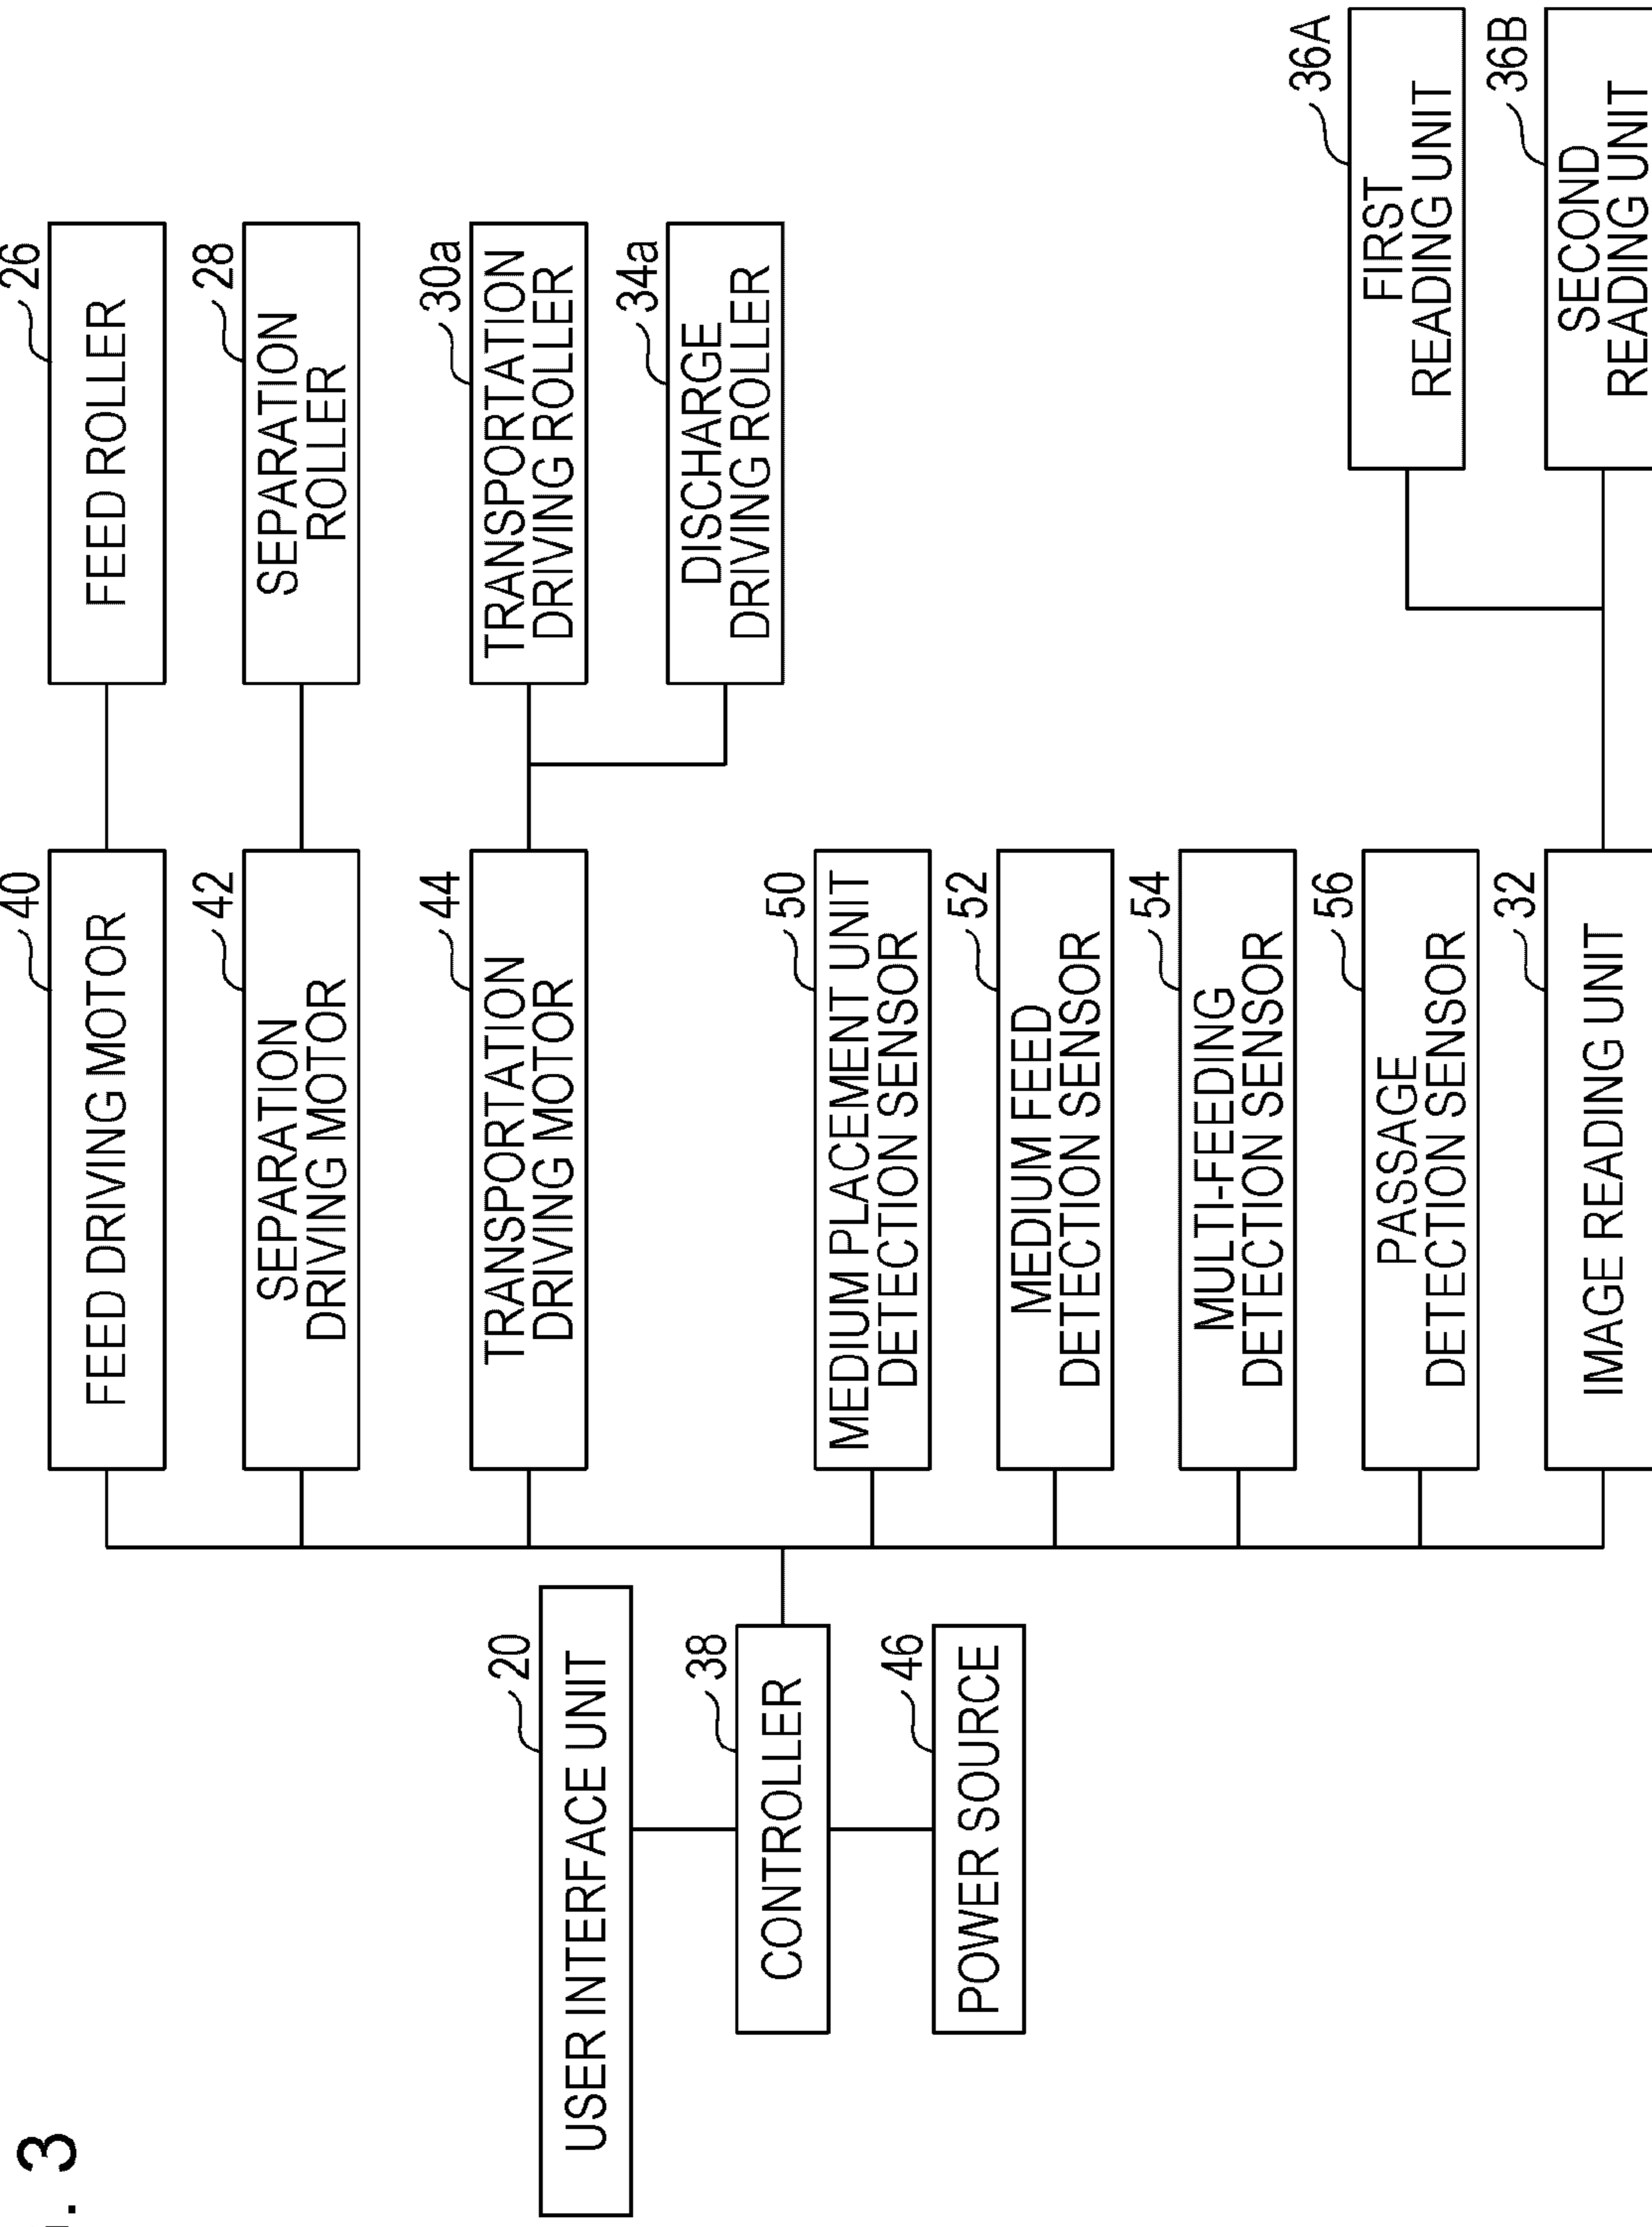 . 3
20
USER INTERFACE UNIT
38
CONTROLLER
46
POWER SOURCE
40
FEED DRIVING MOTOR
26
FEED ROLLER
42
SEPARATION
DRIVING MOTOR
28
SEPARATION
ROLLER
44
TRANSPORTATION
DRIVING MOTOR
30a
TRANSPORTATION
DRIVING ROLLER
34a
DISCHARGE
DRIVING ROLLER
50
MEDIUM PLACEMENT UNIT
DETECTION SENSOR
52
MEDIUM FEED
DETECTION SENSOR
54
MULTI-FEEDING
DETECTION SENSOR
56
PASSAGE
DETECTION SENSOR
32
IMAGE READING UNIT
36A
FIRST
READING UNIT
36B
SECOND
READING UNIT